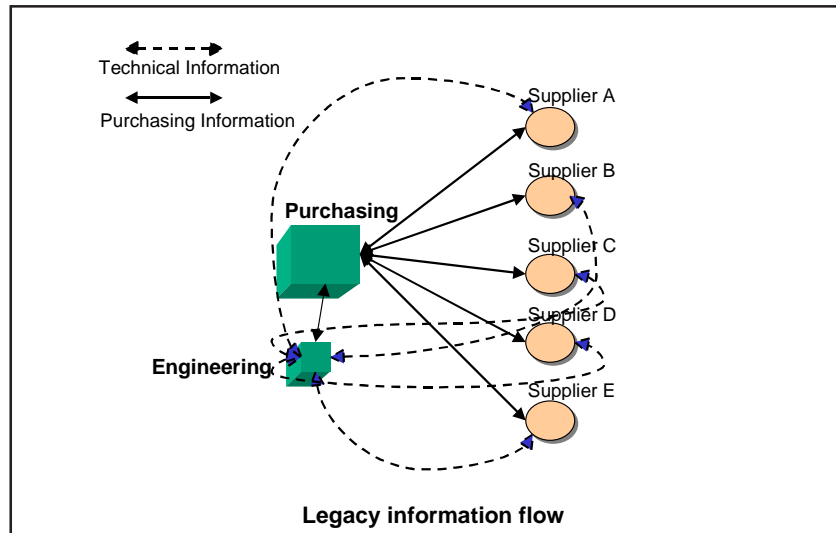 Technical Information
Purchasing Information
Supplier A
Supplier B
Purchasing
Supplier C
Supplier D
Engineering
Supplier E
Legacy information flow